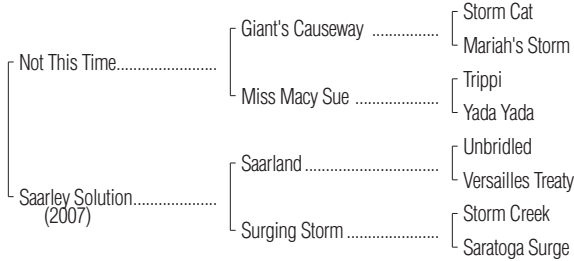 Storm Cat
Giant's Causeway ..................
Mariah's Storm
Not This Time...........................
Trippi
Miss Macy Sue ......................
Yada Yada
Unbridled
Saarland ....................................
Versailles Treaty
Saarley Solution......................
(2007)
Storm Creek
Surging Storm ........................
Saratoga Surge